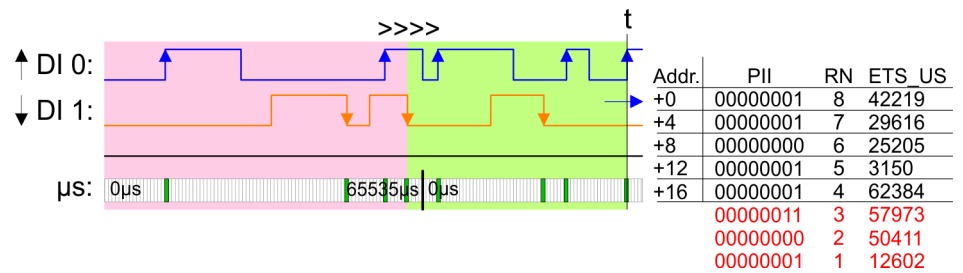 >>>> t
↑ DI 0:
↓ DI 1:
µs: 0µs 65535µs 0µs
Addr. PII RN ETS_US
+0 00000001 8 42219
+4 00000001 7 29616
+8 00000000 6 25205
+12 00000001 5 3150
+16 00000001 4 62384
00000011 3 57973
00000000 2 50411
00000001 1 12602